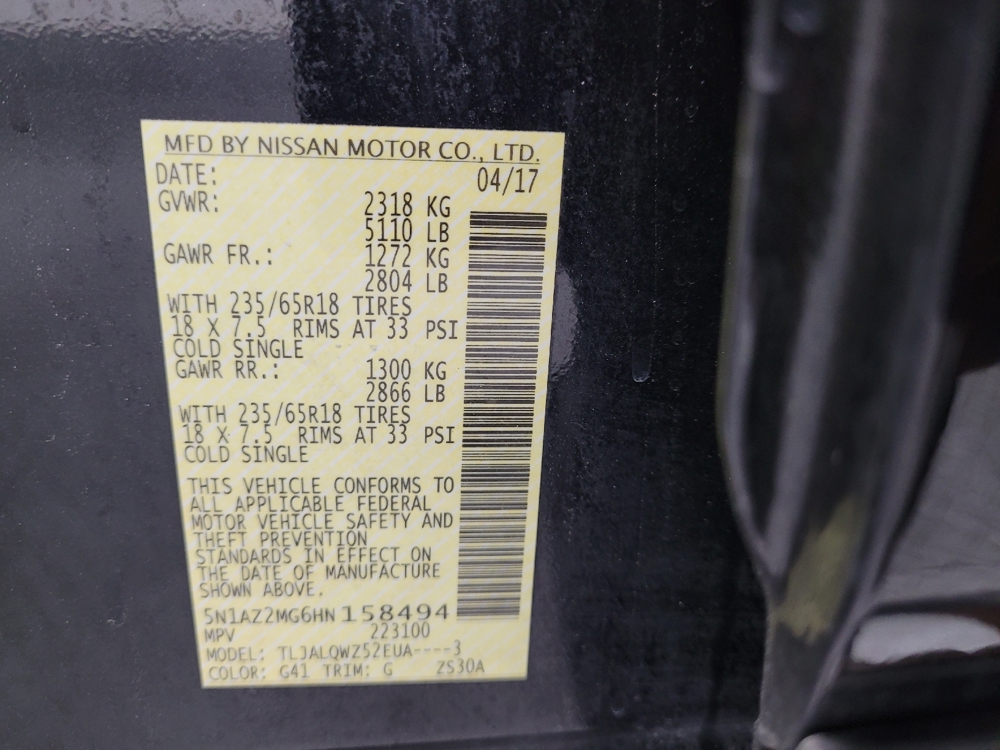 MFD BY NISSAN MOTOR CO., LTD.
DATE: 04/17
GVWR: 2318 KG
5110 LB
GAWR FR.: 1272 KG
2804 LB
WITH 235/65R18 TIRES
18 X 7.5 RIMS AT 33 PSI
COLD SINGLE
GAWR RR.: 1300 KG
2866 LB
WITH 235/65R18 TIRES
18 X 7.5 RIMS AT 33 PSI
COLD SINGLE
THIS VEHICLE CONFORMS TO
ALL APPLICABLE FEDERAL
MOTOR VEHICLE SAFETY AND
THEFT PREVENTION
STANDARDS IN EFFECT ON
THE DATE OF MANUFACTURE
SHOWN ABOVE.
5N1AZ2MG6HN158494
MPV 223100
MODEL: TLJALQWZ52EUA----3
COLOR: G41 TRIM: G ZS30A